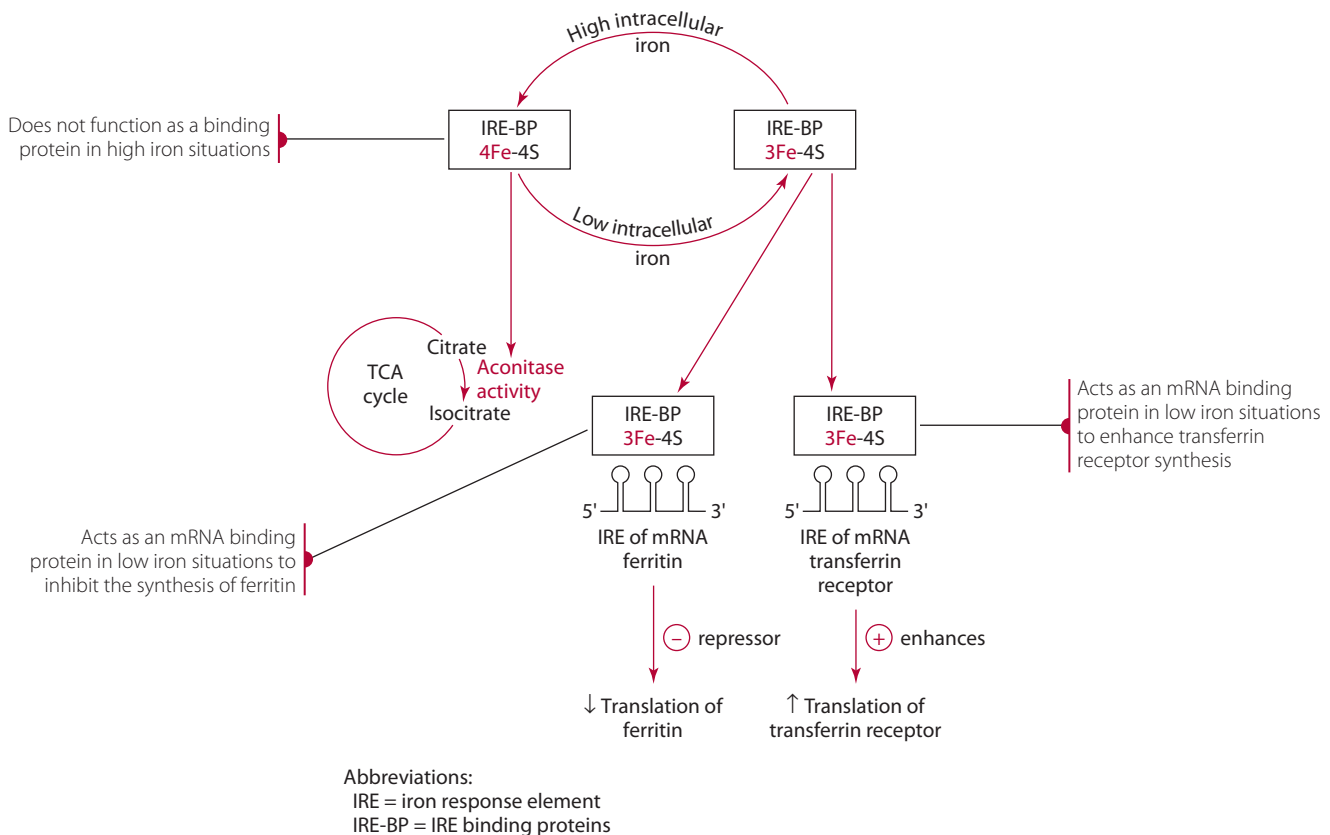 High intracellular
iron
Does not function as a binding
protein in high iron situations
IRE-BP
4Fe-4S
IRE-BP
3Fe-4S
Low intracellular
iron
TCA
cycle
Citrate
Aconitase
activity
Isocitrate
IRE-BP
3Fe-4S
IRE-BP
3Fe-4S
Acts as an mRNA binding
protein in low iron situations
to enhance transferrin
receptor synthesis
5' 3'
IRE of mRNA
ferritin
5' 3'
IRE of mRNA
transferrin
receptor
Acts as an mRNA binding
protein in low iron situations to
inhibit the synthesis of ferritin
− repressor
+ enhances
↓ Translation of
ferritin
↑ Translation of
transferrin receptor
Abbreviations:
IRE = iron response element
IRE-BP = IRE binding proteins